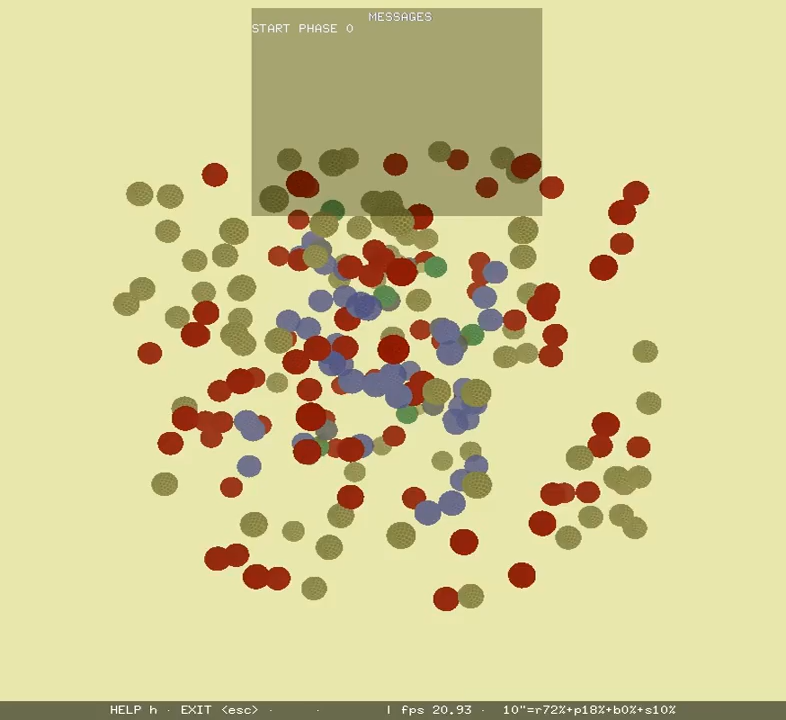 MESSAGES
START PHASE 0
HELP h · EXIT <esc> · · | fps 20.93 · 10"=r72%+p18%+b0%+s10%